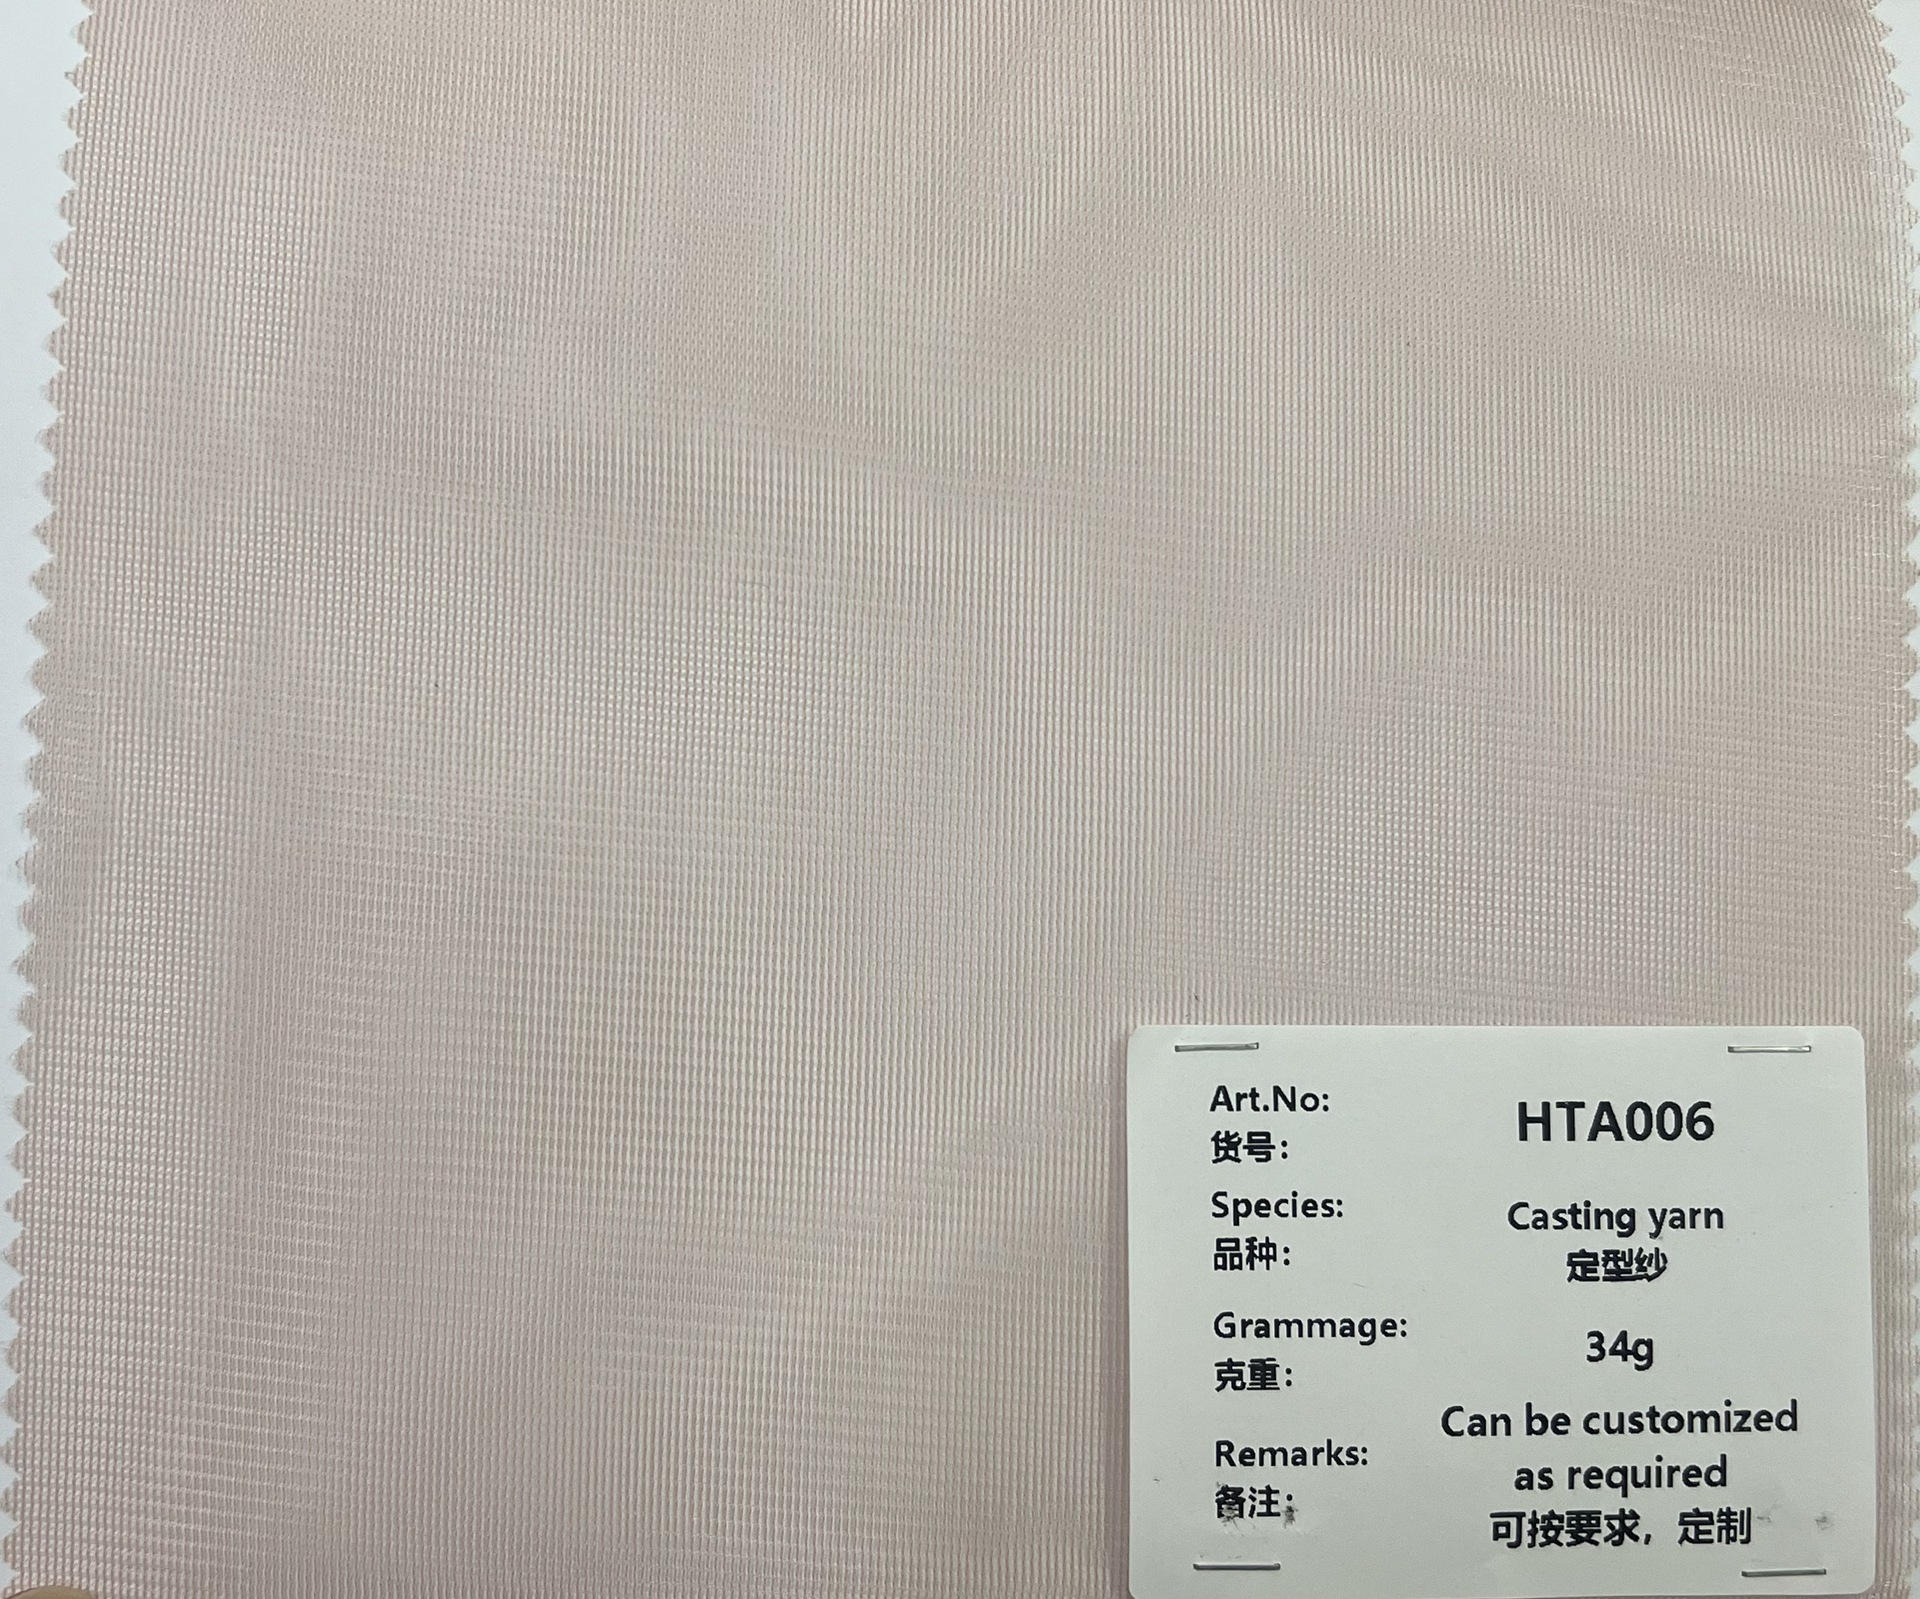 Art.No: HTA006
货号：
Species: Casting yarn
品种： 定型纱
Grammage: 34g
克重：
Can be customized
Remarks: as required
备注： 可按要求，定制